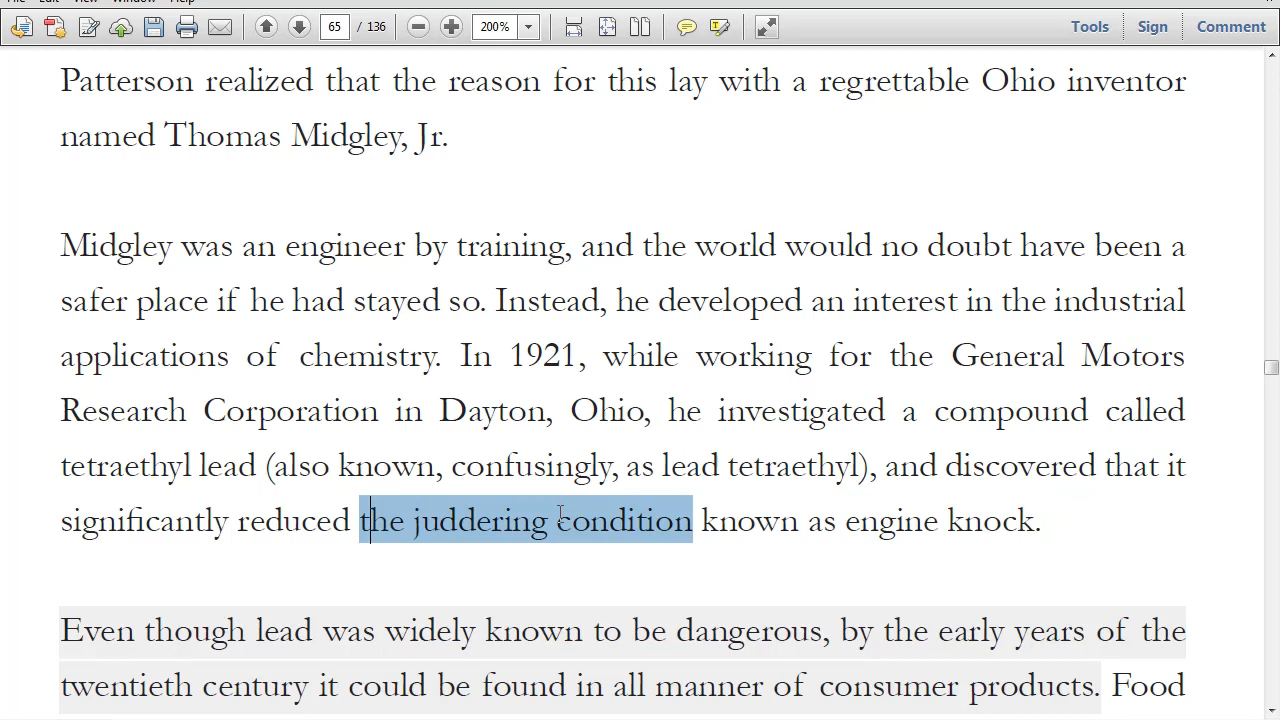 65 / 136 200% Tools Sign Comment
Patterson realized that the reason for this lay with a regrettable Ohio inventor
named Thomas Midgley, Jr.
Midgley was an engineer by training, and the world would no doubt have been a
safer place if he had stayed so. Instead, he developed an interest in the industrial
applications of chemistry. In 1921, while working for the General Motors
Research Corporation in Dayton, Ohio, he investigated a compound called
tetraethyl lead (also known, confusingly, as lead tetraethyl), and discovered that it
significantly reduced the juddering condition known as engine knock.
Even though lead was widely known to be dangerous, by the early years of the
twentieth century it could be found in all manner of consumer products. Food